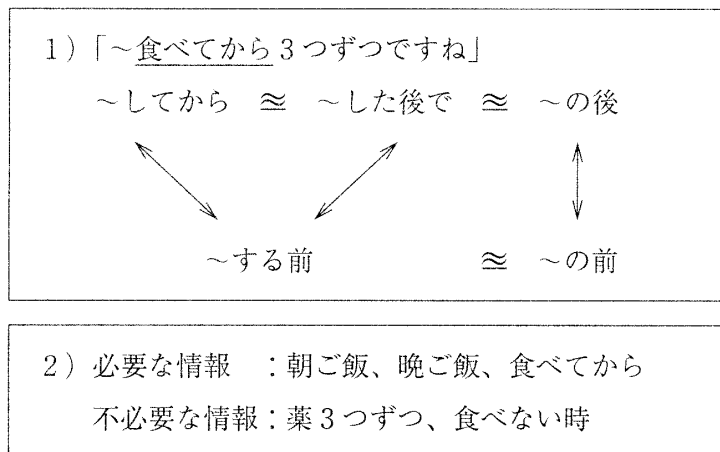 1)「～食べてから3つずつですね」
～してから ≊ ～した後で ≊ ～の後
～する前 ≊ ～の前
2) 必要な情報 ：朝ご飯、晩ご飯、食べてから
不必要な情報：薬3つずつ、食べない時